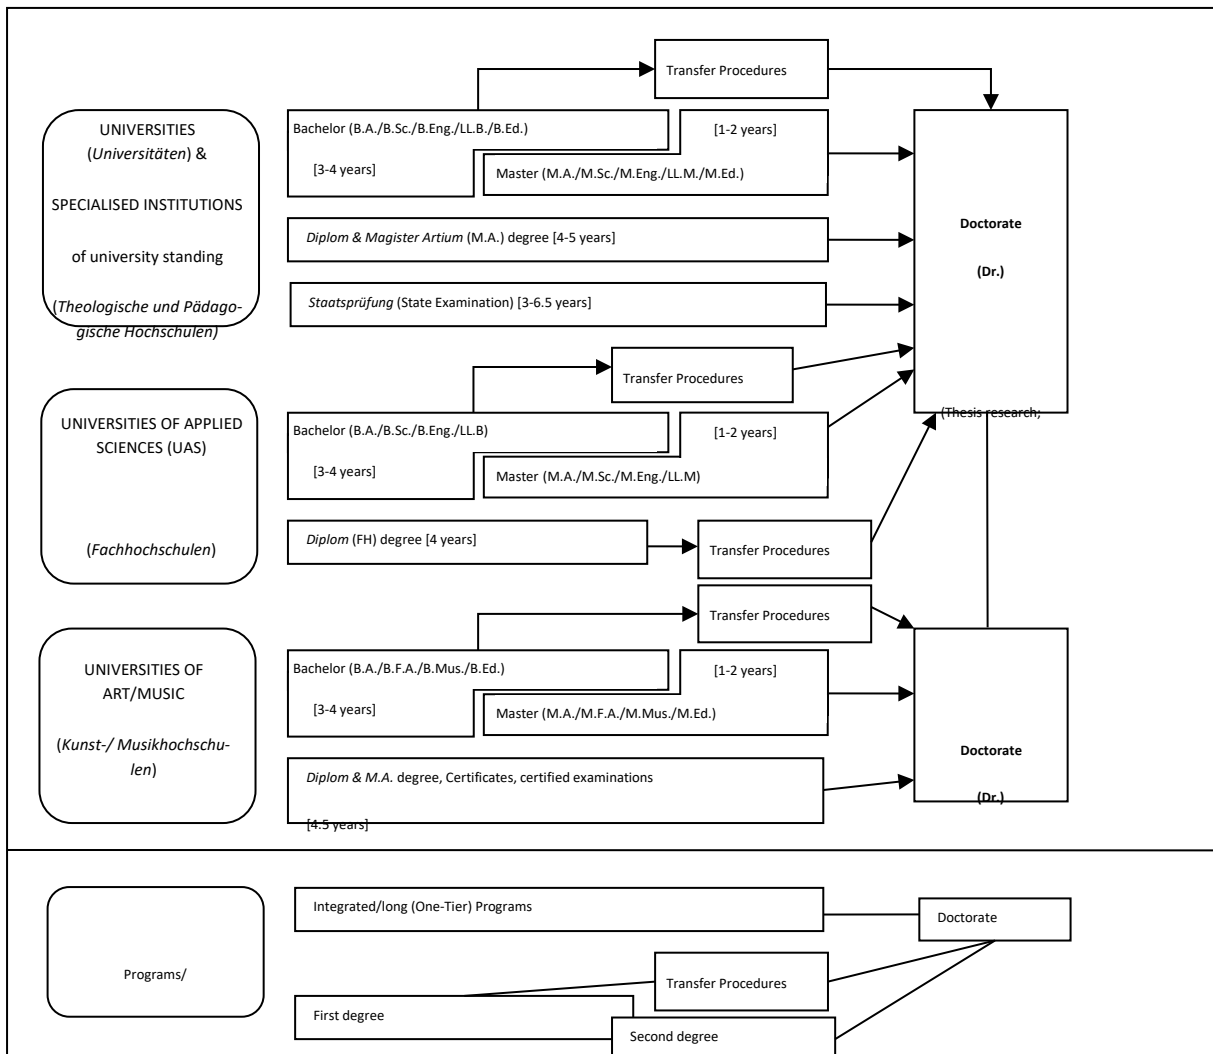 Transfer Procedures
UNIVERSITIES
(Universitäten) &
SPECIALISED INSTITUTIONS
of university standing
(Theologische und Pädago-
gische Hochschulen)
Bachelor (B.A./B.Sc./B.Eng./LL.B./B.Ed.)
[3-4 years]
[1-2 years]
Master (M.A./M.Sc./M.Eng./LL.M./M.Ed.)
Diplom & Magister Artium (M.A.) degree [4-5 years]
Staatsprüfung (State Examination) [3-6.5 years]
Doctorate
(Dr.)
(Thesis research;
Transfer Procedures
UNIVERSITIES OF APPLIED
SCIENCES (UAS)
(Fachhochschulen)
Bachelor (B.A./B.Sc./B.Eng./LL.B)
[3-4 years]
[1-2 years]
Master (M.A./M.Sc./M.Eng./LL.M)
Diplom (FH) degree [4 years]
Transfer Procedures
Transfer Procedures
UNIVERSITIES OF
ART/MUSIC
(Kunst-/ Musikhochschu-
len)
Bachelor (B.A./B.F.A./B.Mus./B.Ed.)
[3-4 years]
[1-2 years]
Master (M.A./M.F.A./M.Mus./M.Ed.)
Diplom & M.A. degree, Certificates, certified examinations
[4.5 years]
Doctorate
(Dr.)
Programs/
Integrated/long (One-Tier) Programs
Doctorate
Transfer Procedures
First degree
Second degree